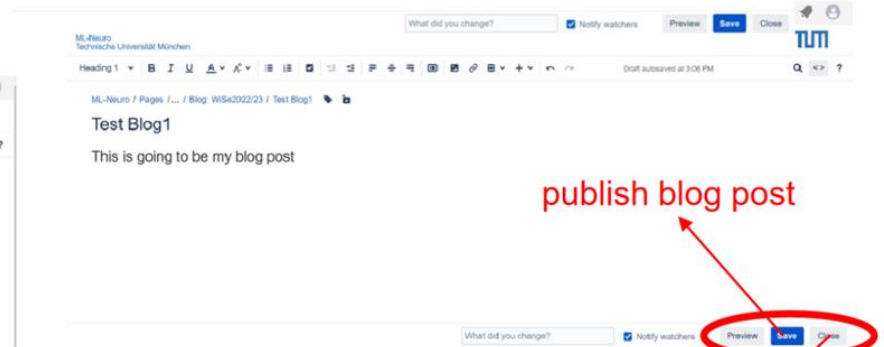 What did you change? Notify watchers Preview Save Close
ML-Neuro
Technische Universität München
TUM
Heading 1 B I U A Draft autosaved at 3:06 PM ?
ML-Neuro / Pages / ... / Blog: WiSe2022/23 / Test Blog1
Test Blog1
This is going to be my blog post
publish blog post
What did you change? Notify watchers Preview Save Close